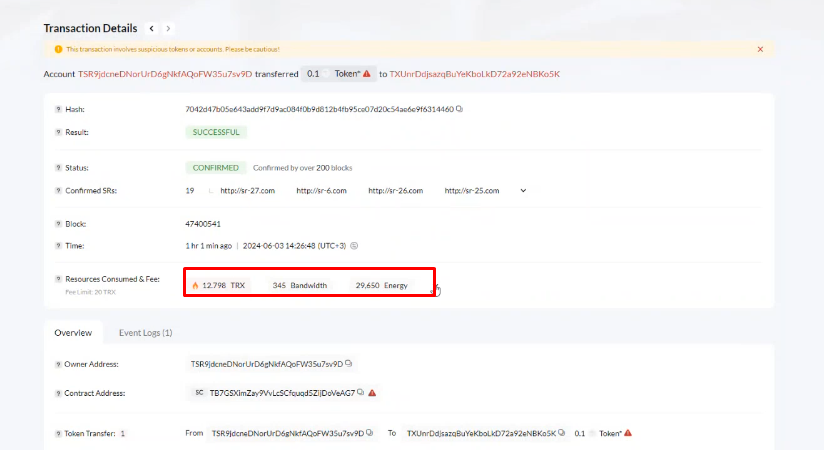 Transaction Details
This transaction involves suspicious tokens or accounts. Please be cautious!
Account TSR9jdcneDNorUrD6gNkfAQoFW35u7sv9D transferred 0.1 Token* to TXUnrDdjsazqBuYeKboLkD72a92eNBKo5K
Hash: 7042d47b05e643add9f7d9ac084f0b9d812b4fb95ce07d20c54ae6e9f6314460
Result: SUCCESSFUL
Status: CONFIRMED Confirmed by over 200 blocks
Confirmed SRs: 19 http://sr-27.com http://sr-6.com http://sr-26.com http://sr-25.com
Block: 47400541
Time: 1 hr 1 min ago | 2024-06-03 14:26:48 (UTC+3)
Resources Consumed & Fee: 12.798 TRX 345 Bandwidth 29,650 Energy
Fee Limit: 20 TRX
Overview Event Logs (1)
Owner Address: TSR9jdcneDNorUrD6gNkfAQoFW35u7sv9D
Contract Address: SC TB7GSXimZay9VvLcSCfquqd5ZijDoVeAG7
Token Transfer: 1 From TSR9jdcneDNorUrD6gNkfAQoFW35u7sv9D To TXUnrDdjsazqBuYeKboLkD72a92eNBKo5K 0.1 Token*